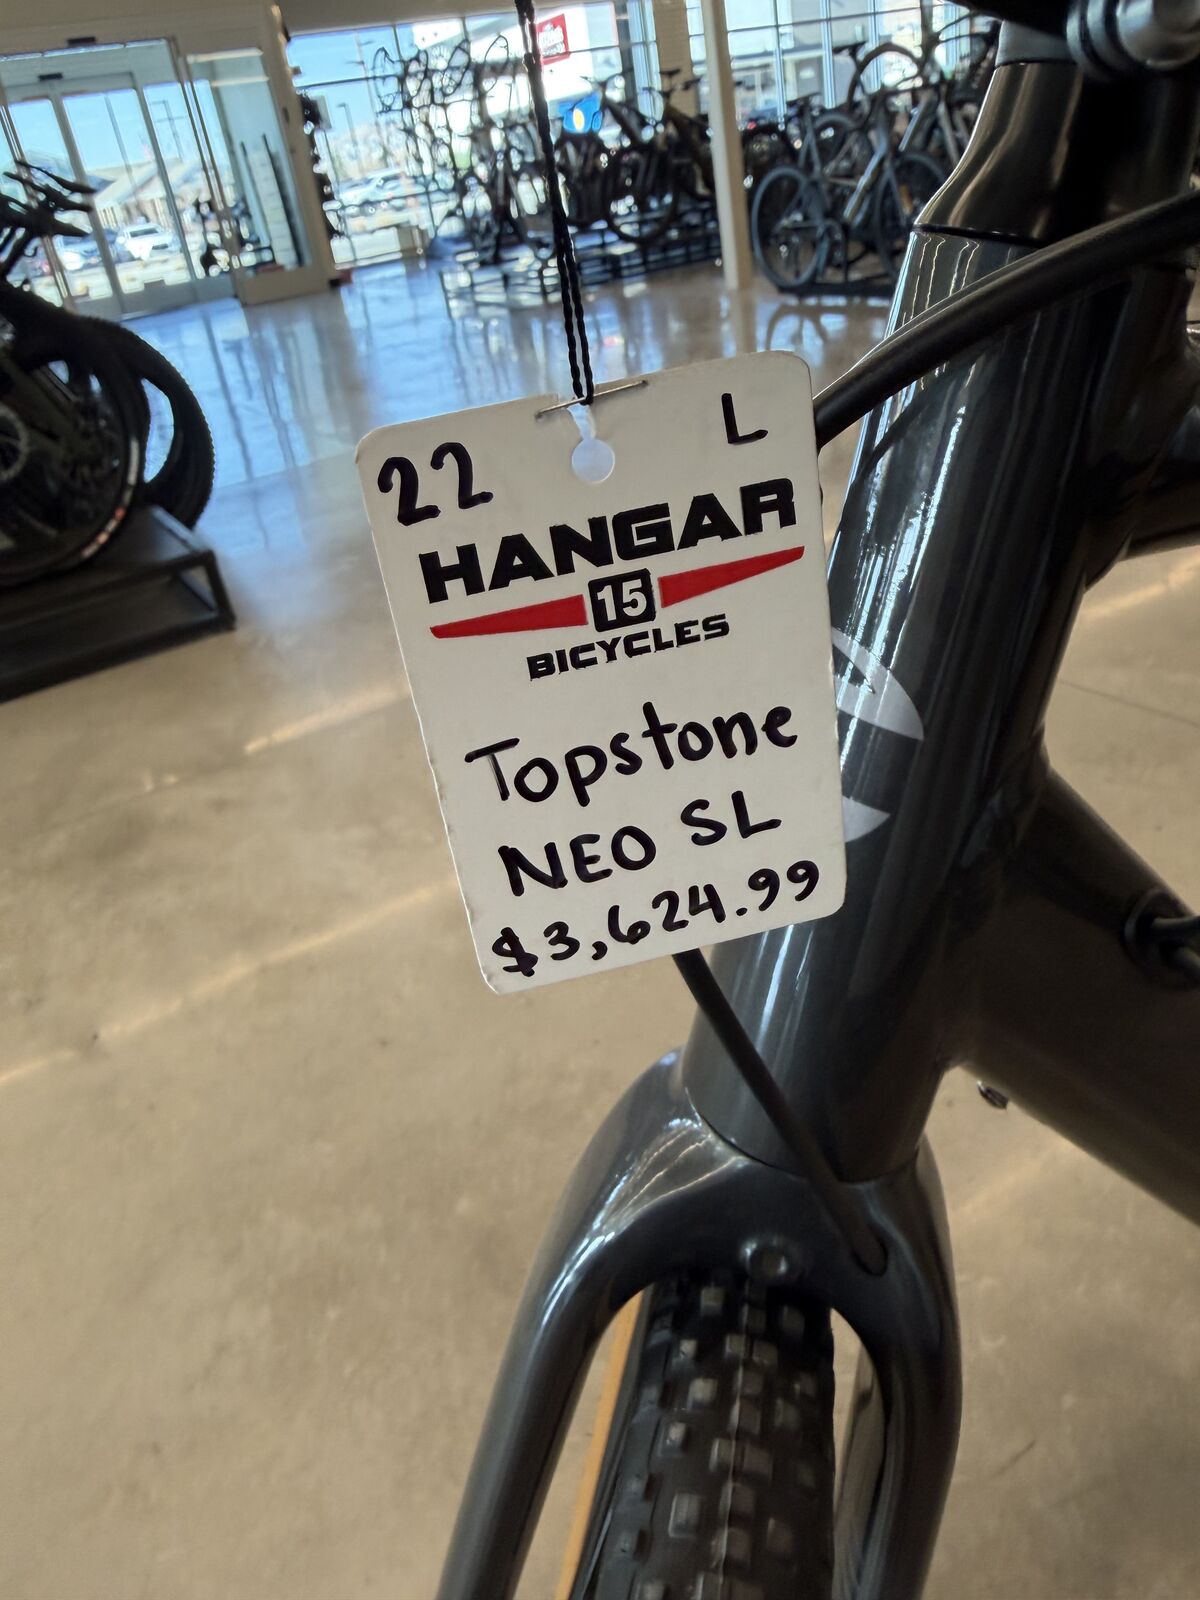 22 L
HANGAR
15
BICYCLES
Topstone
NEO SL
$3,624.99